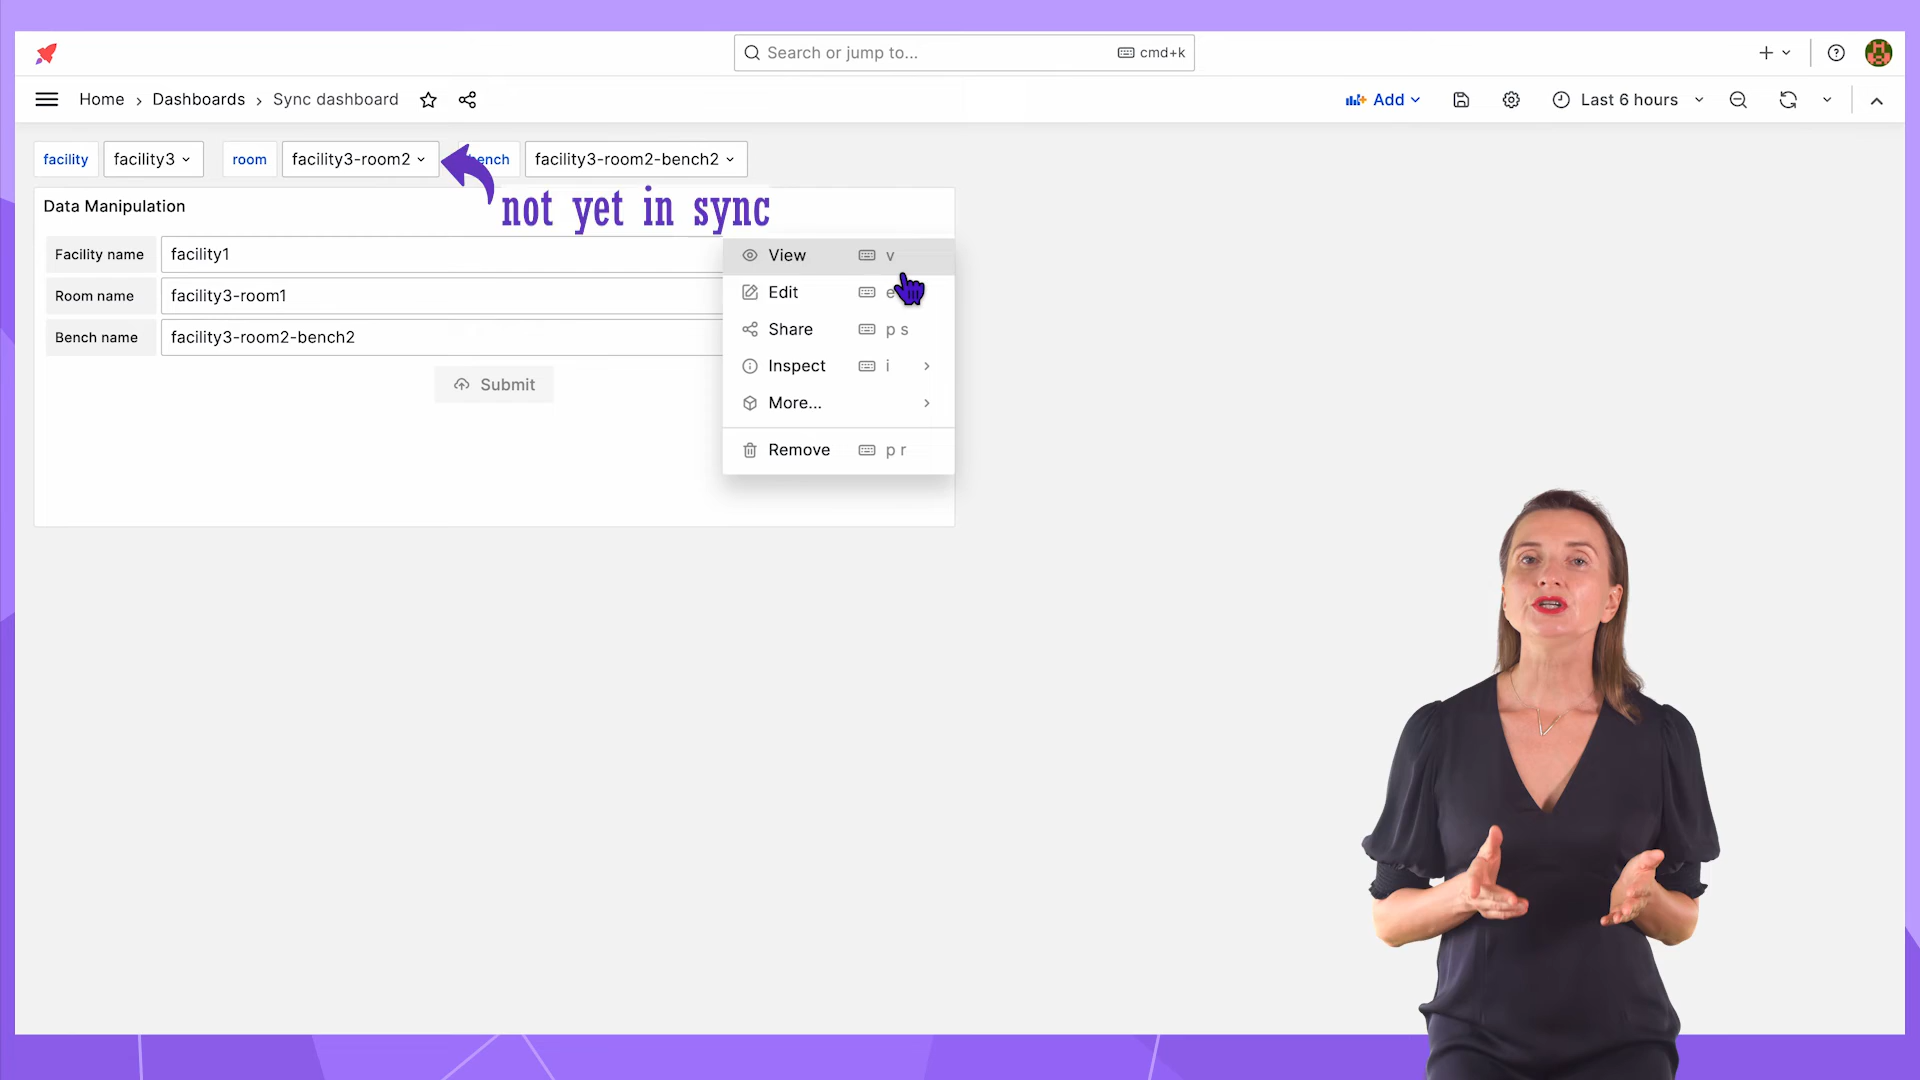 Search or jump to... cmd+k
Home › Dashboards › Sync dashboard Add Last 6 hours
facility facility3 room facility3-room2 ench facility3-room2-bench2
not yet in sync
Data Manipulation
Facility name facility1
Room name facility3-room1
Bench name facility3-room2-bench2
Submit
View v
Edit e
Share p s
Inspect i
More...
Remove p r